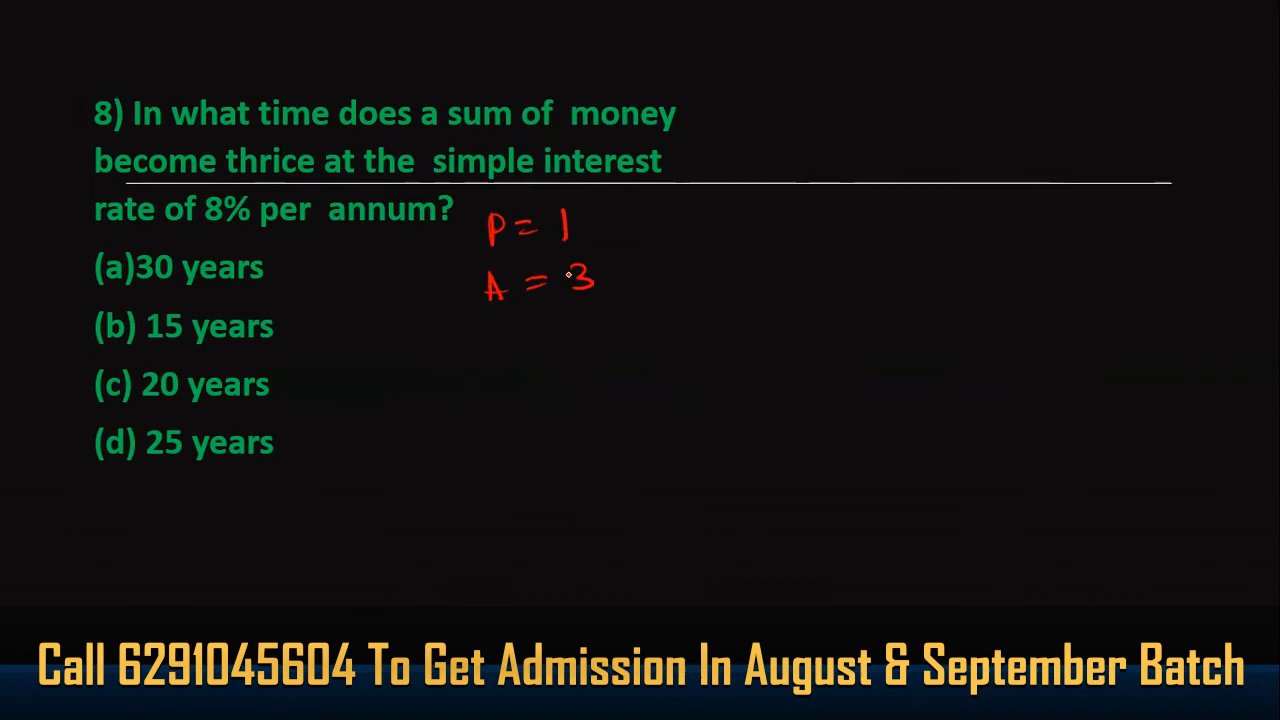 8) In what time does a sum of  money
become thrice at the  simple interest
rate of 8% per  annum?
P = 1
(a)30 years
A = 3
(b) 15 years
(c) 20 years
(d) 25 years
Call 6291045604 To Get Admission In August & September Batch